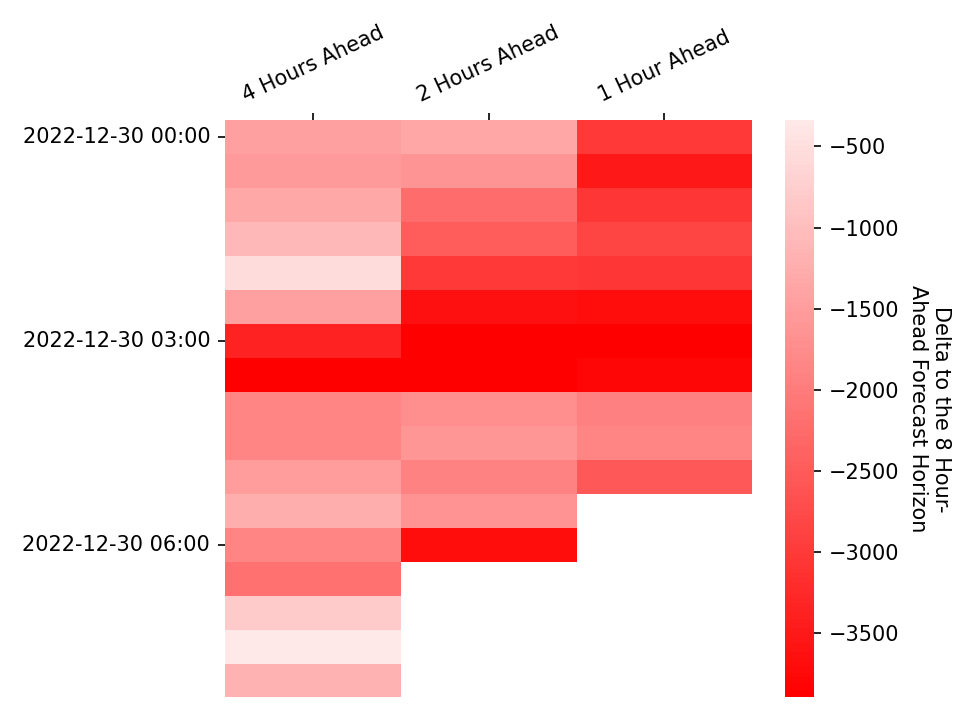 4 Hours Ahead
2 Hours Ahead
1 Hour Ahead
2022-12-30 00:00
2022-12-30 03:00
2022-12-30 06:00
−500
−1000
−1500
−2000
−2500
−3000
−3500
Delta to the 8 Hour-
Ahead Forecast Horizon